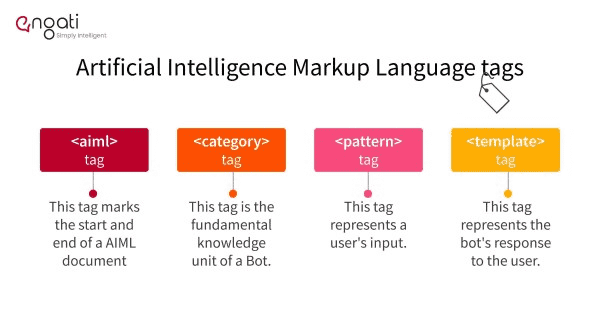 engati
Simply intelligent.
Artificial Intelligence Markup Language tags
<aiml>
tag
This tag marks
the start and
end of a AIML
document
<category>
tag
This tag is the
fundamental
knowledge
unit of a Bot.
<pattern>
tag
This tag
represents a
user's input.
<template>
tag
This tag
represents the
bot's response
to the user.